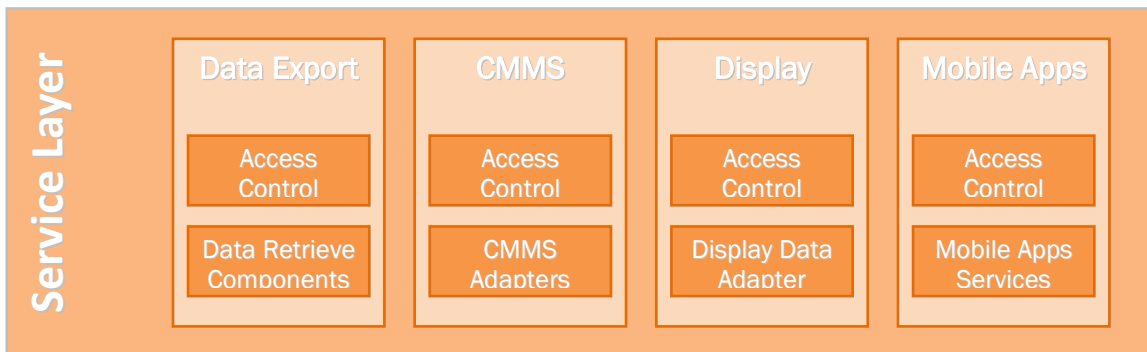 Service Layer
Data Export
Access
Control
Data Retrieve
Components
CMMS
Access
Control
CMMS
Adapters
Display
Access
Control
Display Data
Adapter
Mobile Apps
Access
Control
Mobile Apps
Services